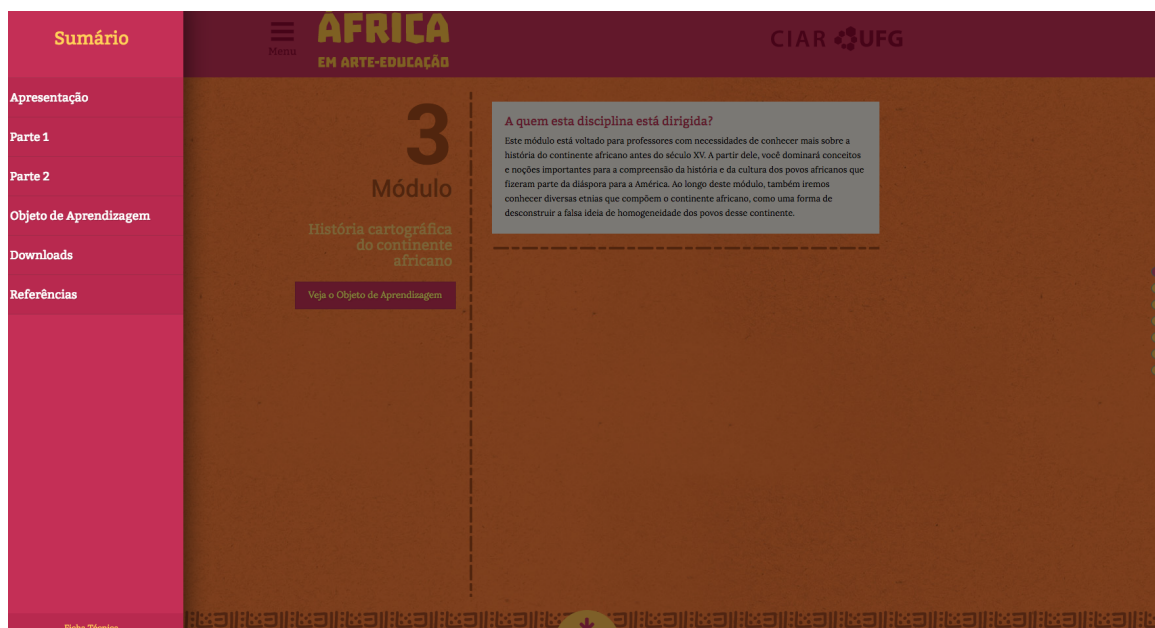 Sumário
Apresentação
Parte 1
Parte 2
Objeto de Aprendizagem
Downloads
Referências
Ficha Técnica
Menu
ÁFRICA
EM ARTE-EDUCAÇÃO
CIAR UFG
3
Módulo
História cartográfica
do continente
africano
Veja o Objeto de Aprendizagem
A quem esta disciplina está dirigida?
Este módulo está voltado para professores com necessidades de conhecer mais sobre a
história do continente africano antes do século XV. A partir dele, você dominará conceitos
e noções importantes para a compreensão da história e da cultura dos povos africanos que
fizeram parte da diáspora para a América. Ao longo deste módulo, também iremos
conhecer diversas etnias que compõem o continente africano, como uma forma de
desconstruir a falsa ideia de homogeneidade dos povos desse continente.